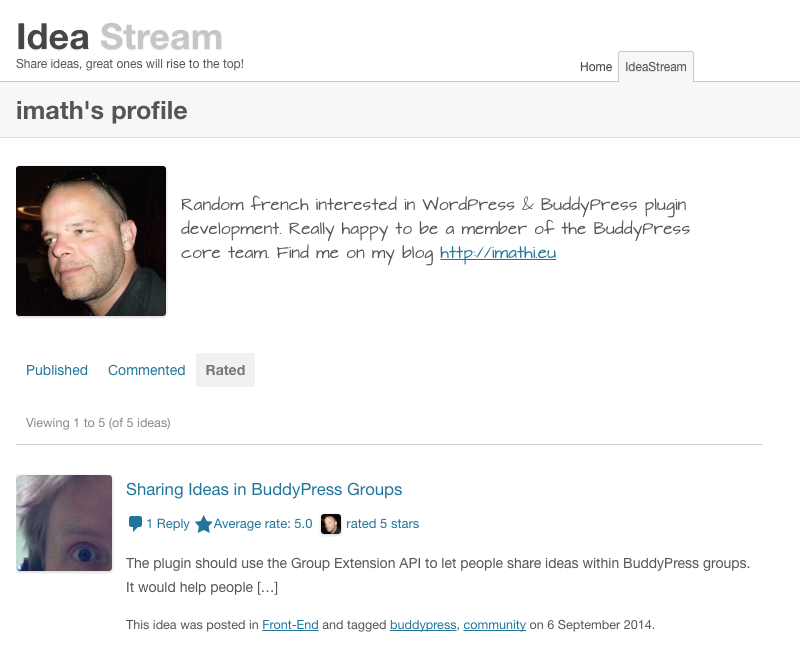 Idea Stream
Share ideas, great ones will rise to the top!
Home IdeaStream
imath's profile
Random french interested in WordPress & BuddyPress plugin
development. Really happy to be a member of the BuddyPress
core team. Find me on my blog http://imathi.eu
Published Commented Rated
Viewing 1 to 5 (of 5 ideas)
Sharing Ideas in BuddyPress Groups
1 Reply Average rate: 5.0 rated 5 stars
The plugin should use the Group Extension API to let people share ideas within BuddyPress groups.
It would help people […]
This idea was posted in Front-End and tagged buddypress, community on 6 September 2014.